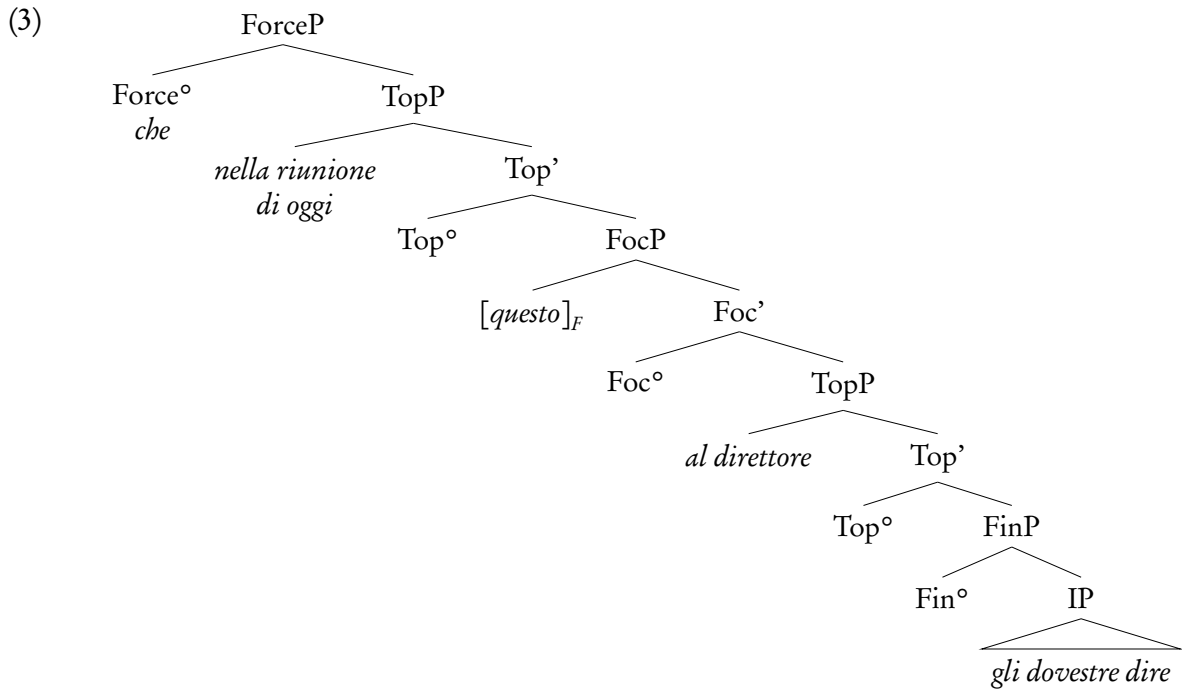 (3)
ForceP
Force° TopP
che
nella riunione Top’
di oggi
Top° FocP
[questo]F Foc’
Foc° TopP
al direttore Top’
Top° FinP
Fin° IP
gli dovestre dire